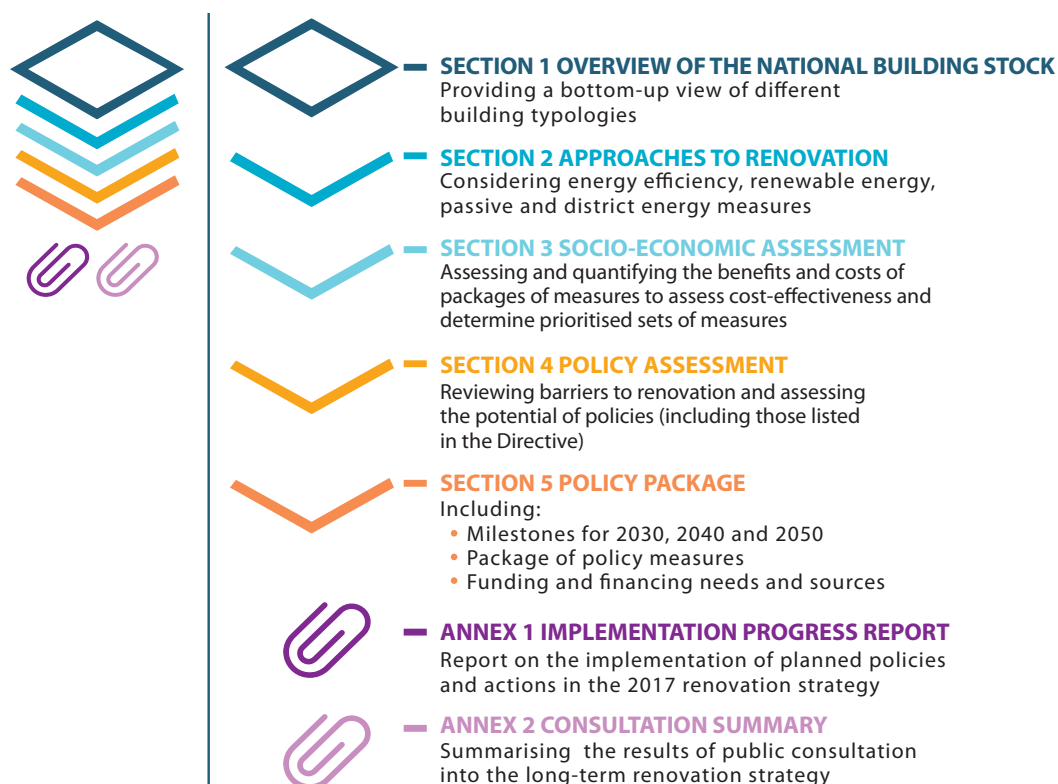 SECTION 1 OVERVIEW OF THE NATIONAL BUILDING STOCK
Providing a bottom-up view of different
building typologies
SECTION 2 APPROACHES TO RENOVATION
Considering energy efficiency, renewable energy,
passive and district energy measures
SECTION 3 SOCIO-ECONOMIC ASSESSMENT
Assessing and quantifying the benefits and costs of
packages of measures to assess cost-effectiveness and
determine prioritised sets of measures
SECTION 4 POLICY ASSESSMENT
Reviewing barriers to renovation and assessing
the potential of policies (including those listed
in the Directive)
SECTION 5 POLICY PACKAGE
Including:
• Milestones for 2030, 2040 and 2050
• Package of policy measures
• Funding and financing needs and sources
ANNEX 1 IMPLEMENTATION PROGRESS REPORT
Report on the implementation of planned policies
and actions in the 2017 renovation strategy
ANNEX 2 CONSULTATION SUMMARY
Summarising the results of public consultation
into the long-term renovation strategy